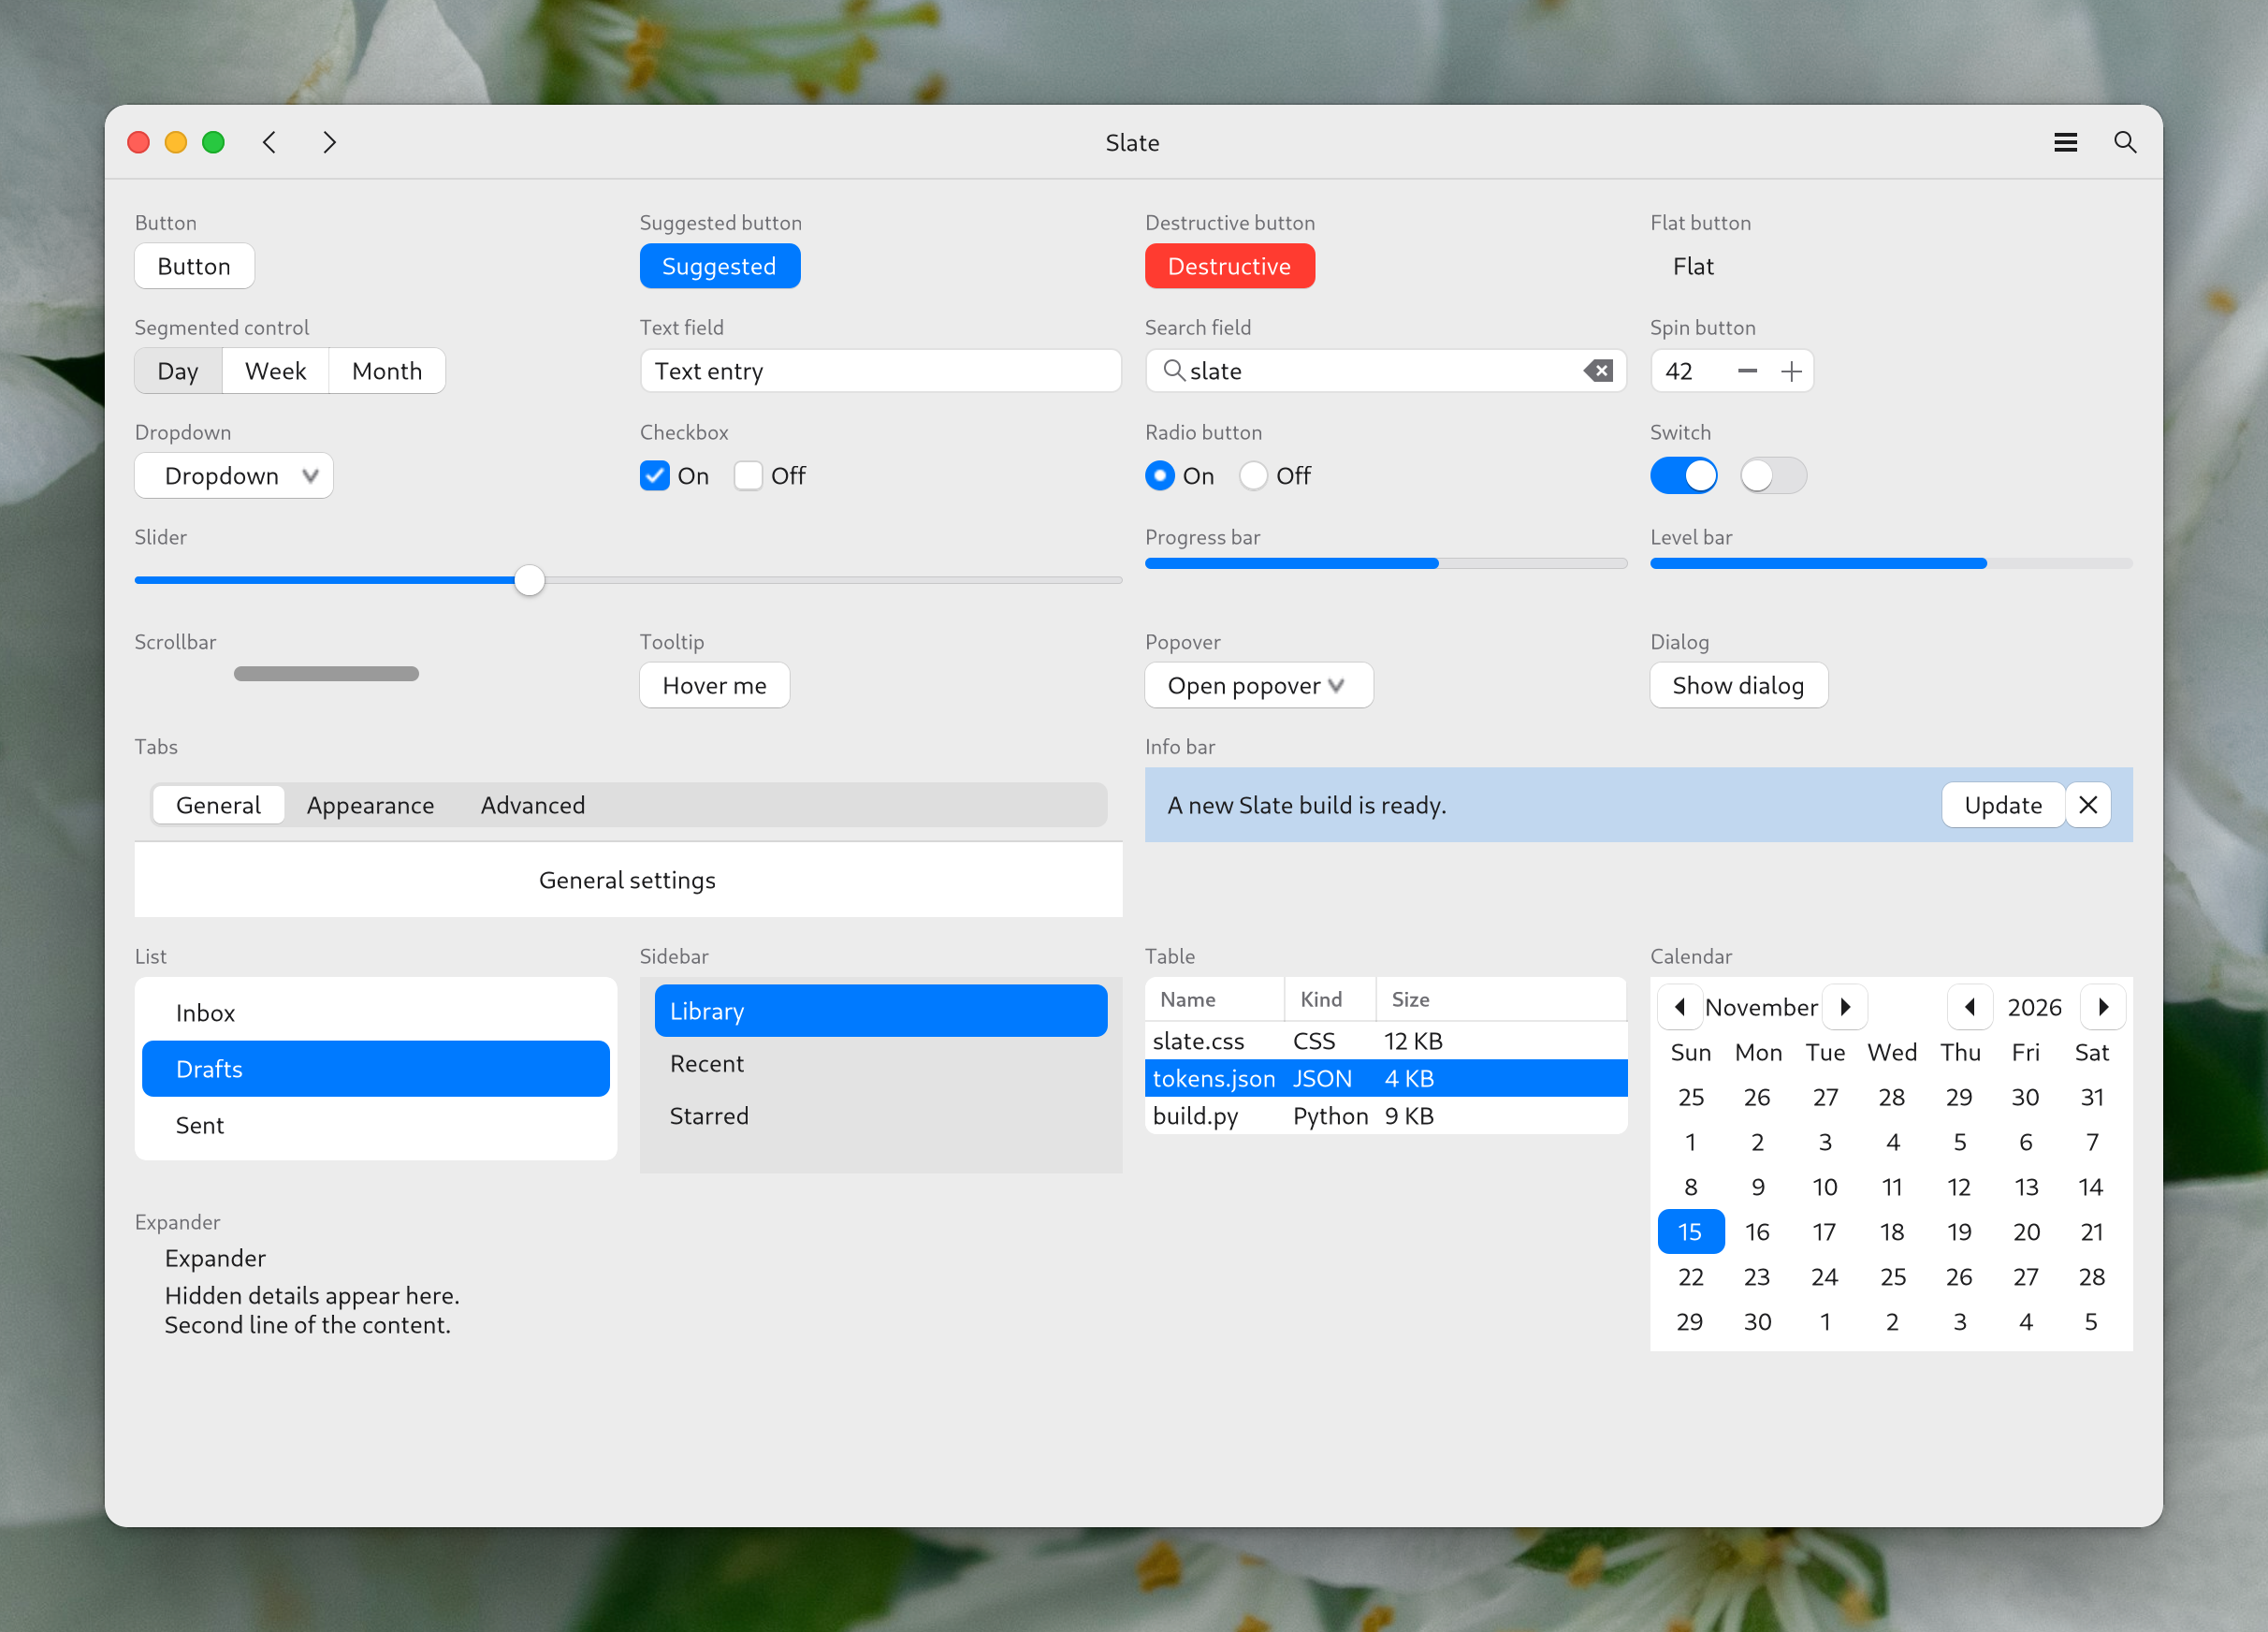 Slate
Button
Suggested button
Destructive button
Flat button
Button
Suggested
Destructive
Flat
Segmented control
Text field
Search field
Spin button
Day Week Month
Text entry
slate
42
Dropdown
Checkbox
Radio button
Switch
Dropdown
On Off
On Off
Slider
Progress bar
Level bar
Scrollbar
Tooltip
Popover
Dialog
Hover me
Open popover
Show dialog
Tabs
Info bar
General Appearance Advanced
A new Slate build is ready.
Update
General settings
List
Sidebar
Table
Calendar
Inbox
Drafts
Sent
Library
Recent
Starred
Name Kind Size
slate.css CSS 12 KB
tokens.json JSON 4 KB
build.py Python 9 KB
November 2026
Sun Mon Tue Wed Thu Fri Sat
25 26 27 28 29 30 31
1 2 3 4 5 6 7
8 9 10 11 12 13 14
15 16 17 18 19 20 21
22 23 24 25 26 27 28
29 30 1 2 3 4 5
Expander
Expander
Hidden details appear here.
Second line of the content.